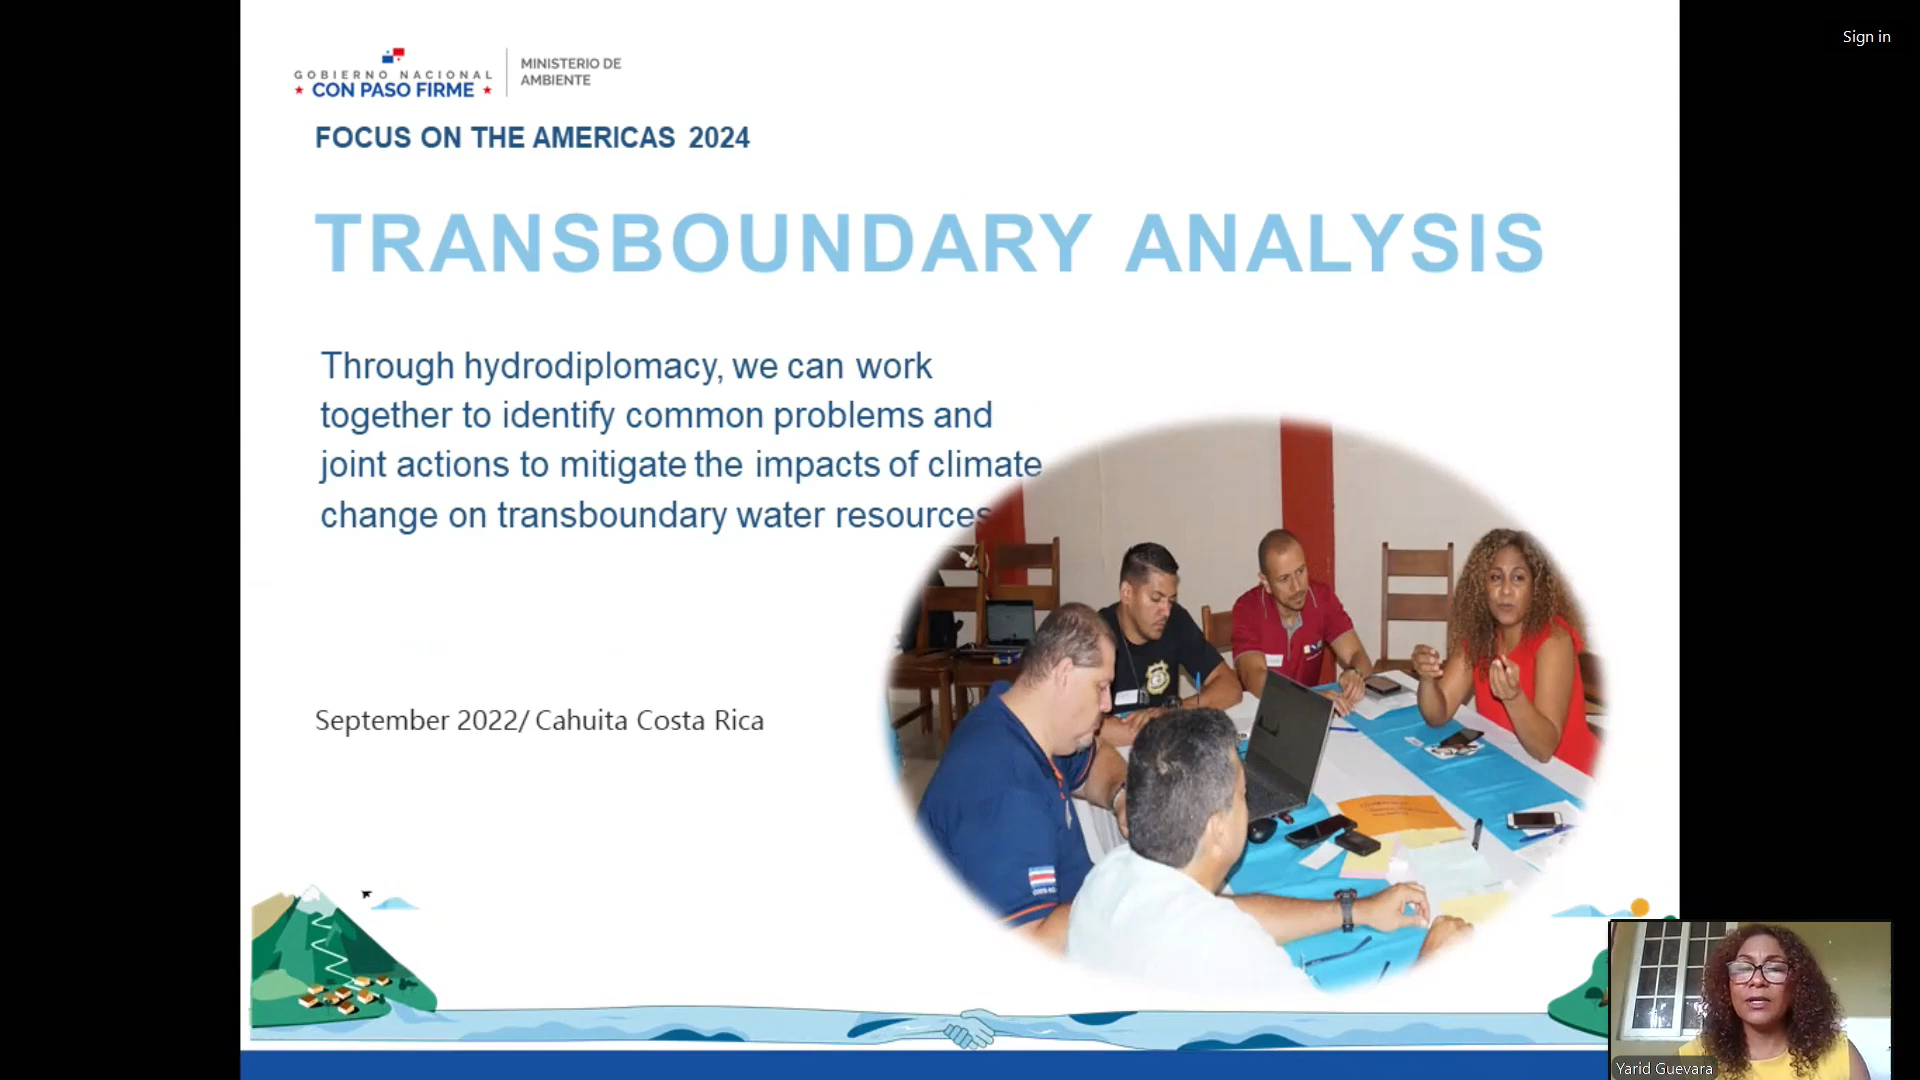 Sign in
GOBIERNO NACIONAL
CON PASO FIRME
MINISTERIO DE
AMBIENTE
FOCUS ON THE AMERICAS 2024
TRANSBOUNDARY ANALYSIS
Through hydrodiplomacy, we can work
together to identify common problems and
joint actions to mitigate the impacts of climate
change on transboundary water resources
September 2022/ Cahuita Costa Rica
Yarid Guevara